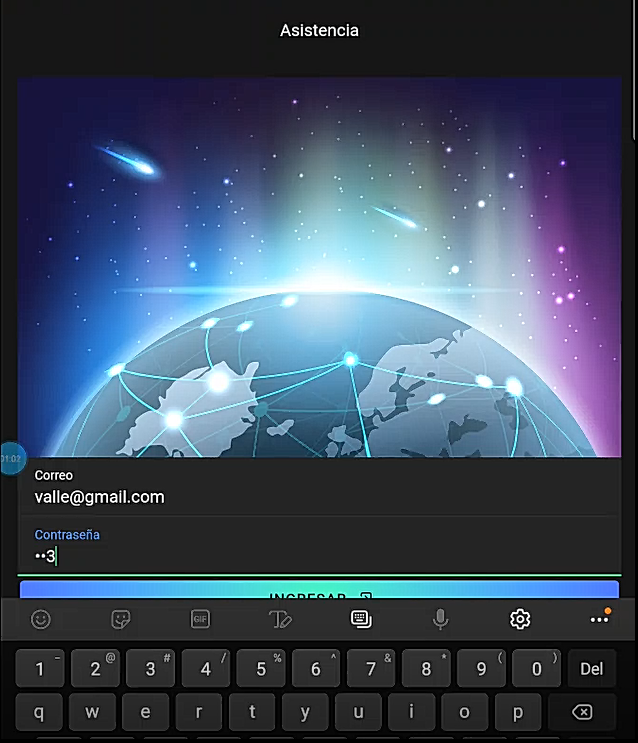 Asistencia
01:02
Correo
valle@gmail.com
Contraseña
••3
INGRESAR
GIF
1 - 2 @ 3 # 4 / 5 % 6 ^ 7 & 8 * 9 ( 0 ) Del
q w e r t y u i o p